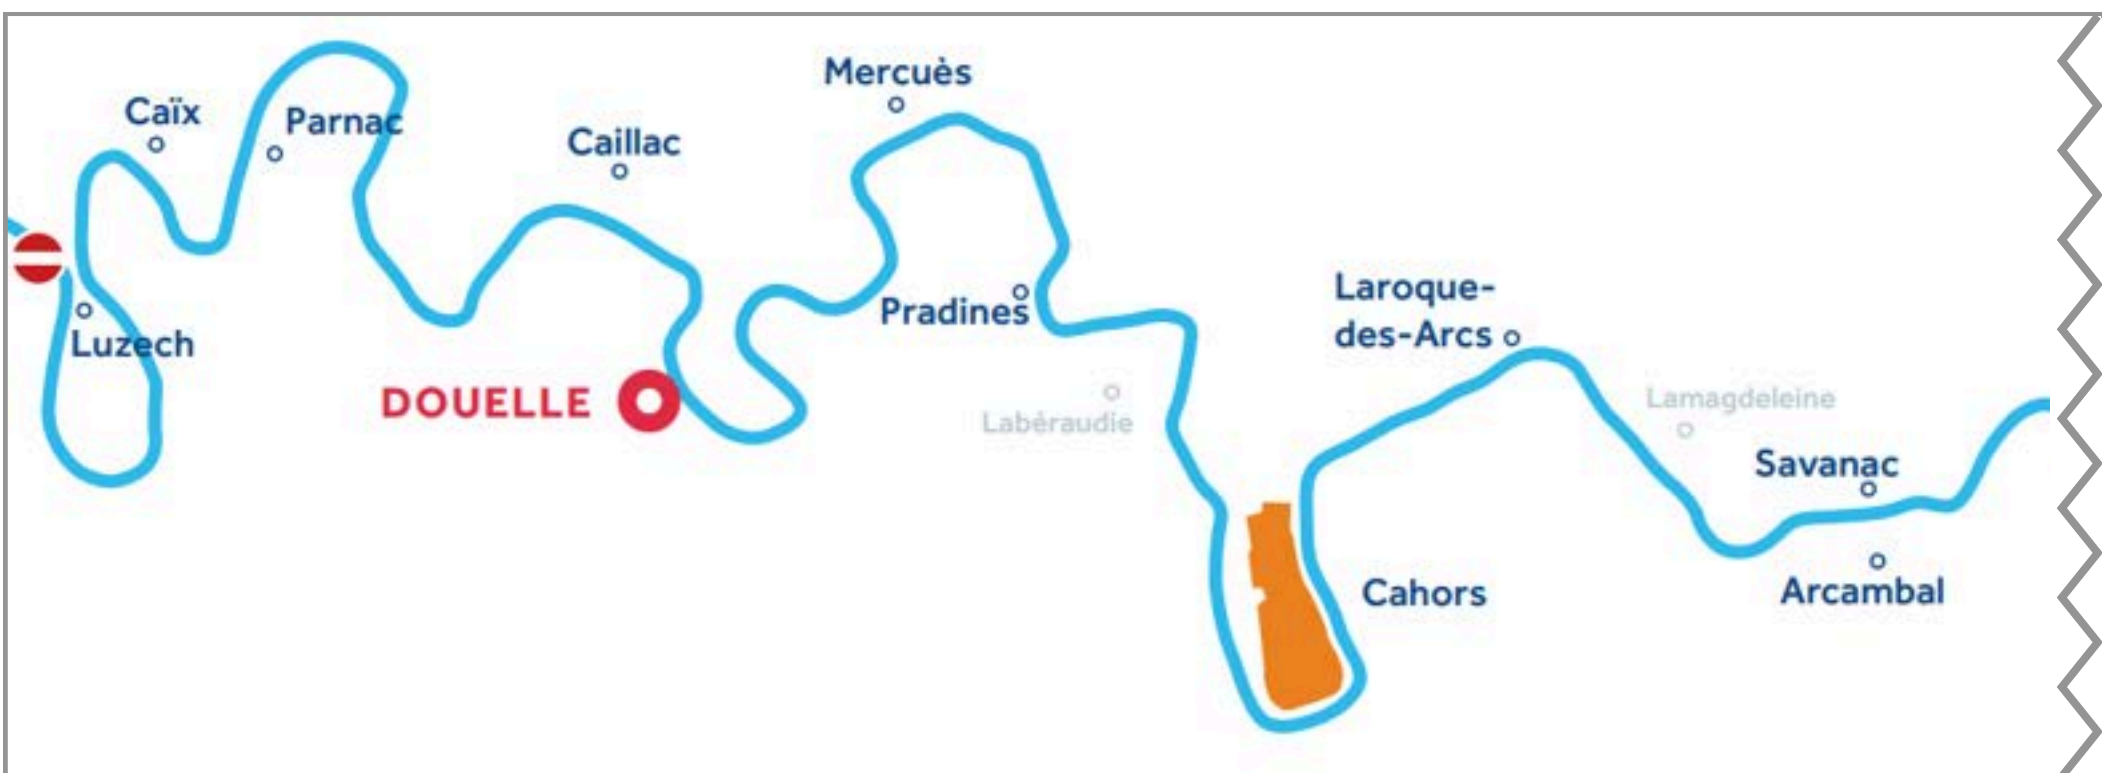 Mercuès
Caïx
Parnac
Caillac
Laroque-
des-Arcs
Pradines
Luzech
DOUELLE
Lamagdeleine
Labéraudie
Savanac
Cahors
Arcambal